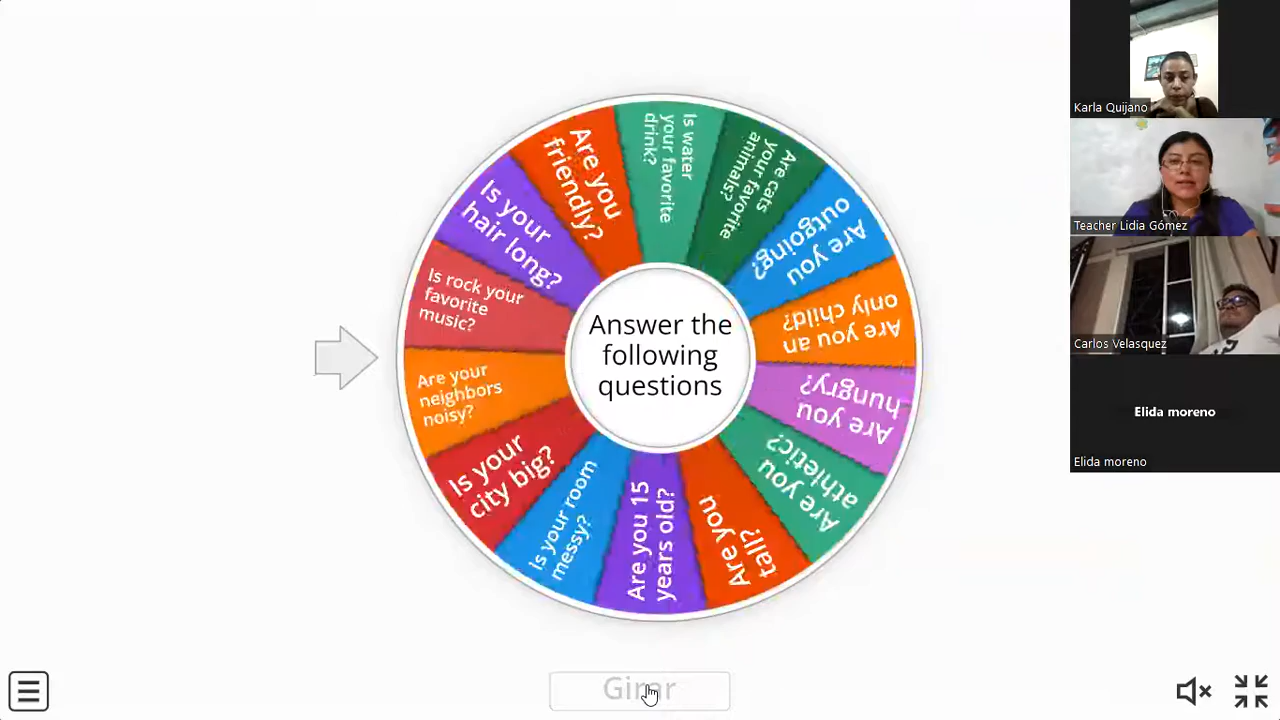 Is water
your favorite
drink?
Are cats
your favorite
animals?
Are you
outgoing?
Are you an
only child?
Are you
hungry?
Are you
athletic?
Are you
tall?
Are you 15
years old?
Is your room
messy?
Is your
city big?
Are your
neighbors
noisy?
Is rock your
favorite
music?
Is your
hair long?
Are you
friendly?
Answer the
following
questions
Girar
Karla Quijano
Teacher Lidia Gómez
Carlos Velasquez
Elida moreno
Elida moreno